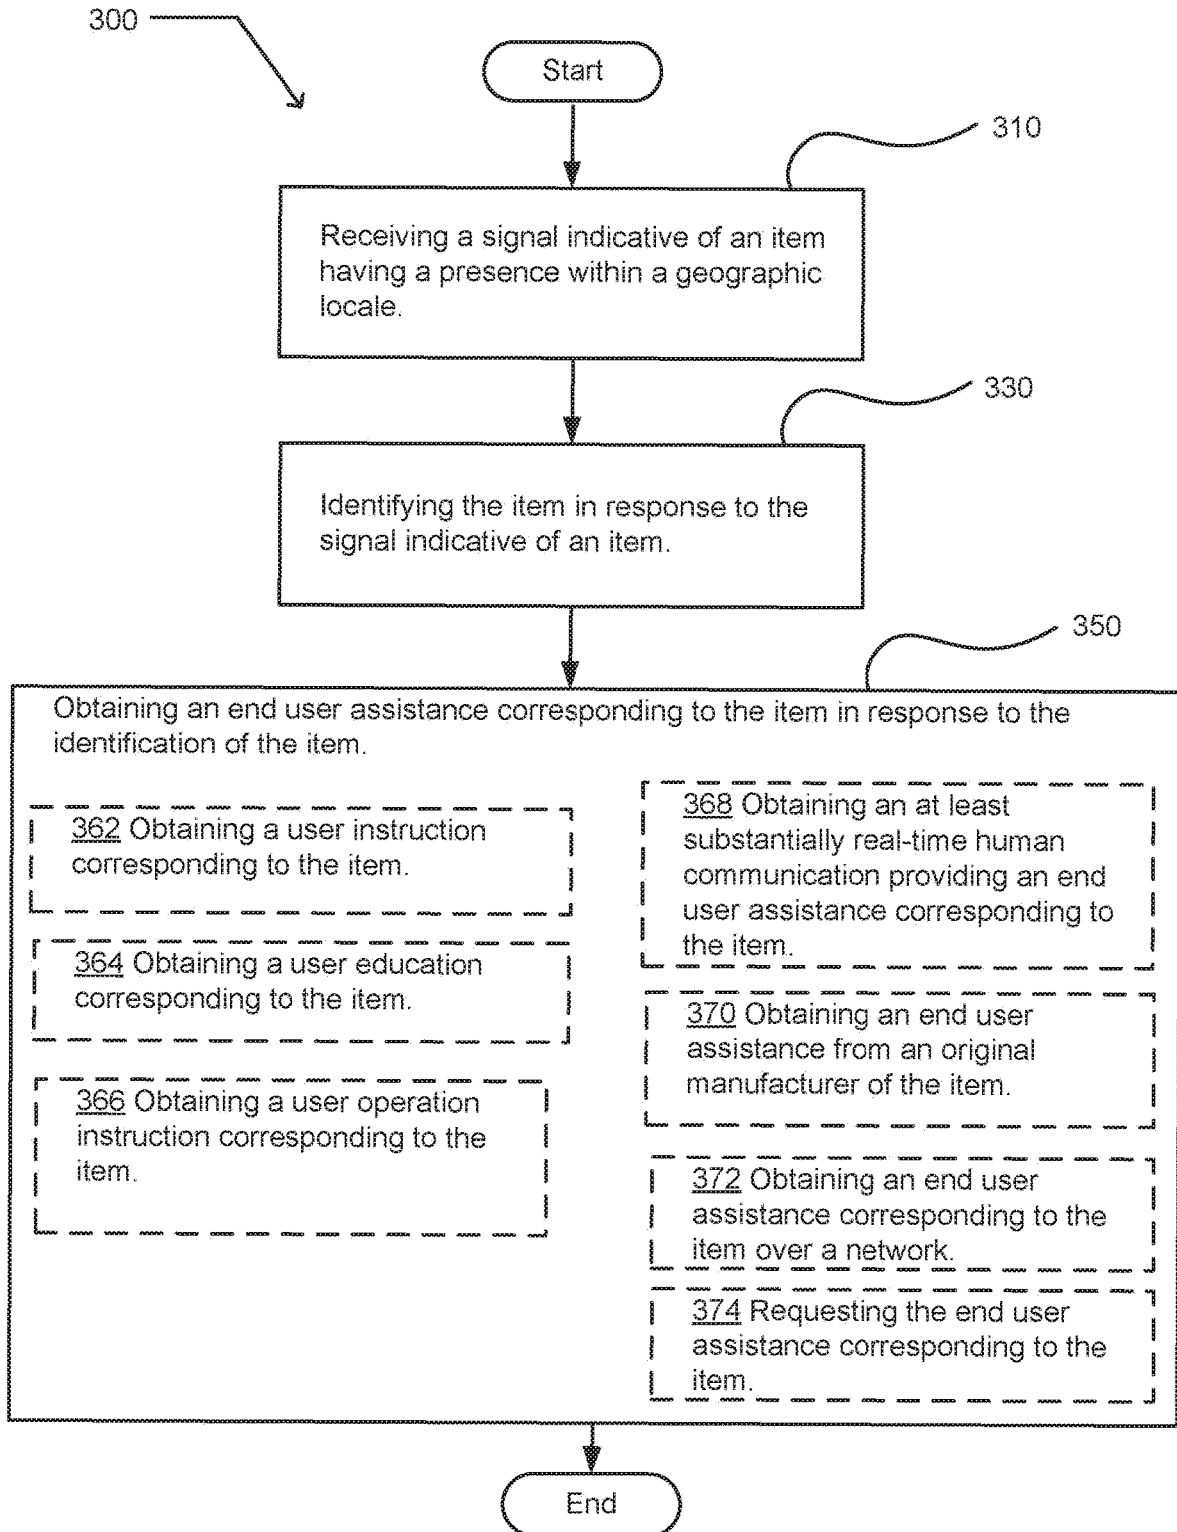 300
Start
310
Receiving a signal indicative of an item
having a presence within a geographic
locale.
330
Identifying the item in response to the
signal indicative of an item.
350
Obtaining an end user assistance corresponding to the item in response to the
identification of the item.
362 Obtaining a user instruction
corresponding to the item.
364 Obtaining a user education
corresponding to the item.
366 Obtaining a user operation
instruction corresponding to the
item.
368 Obtaining an at least
substantially real-time human
communication providing an end
user assistance corresponding to
the item.
370 Obtaining an end user
assistance from an original
manufacturer of the item.
372 Obtaining an end user
assistance corresponding to the
item over a network.
374 Requesting the end user
assistance corresponding to the
item.
End